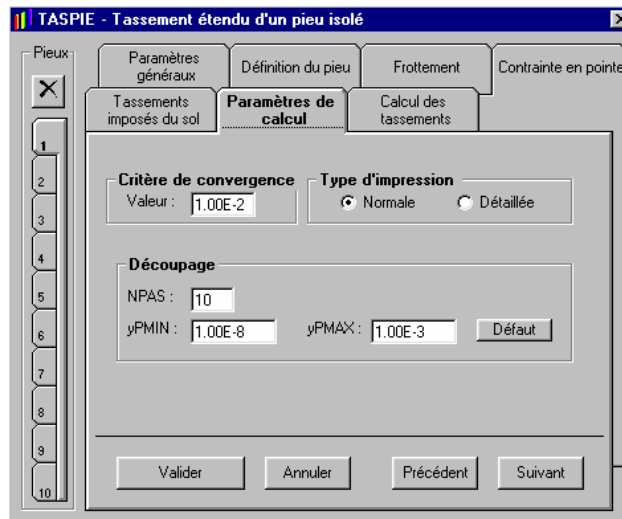 TASPIE - Tassement étendu d'un pieu isolé
Pieux
1
2
3
4
5
6
7
8
9
10
Paramètres
généraux
Définition du pieu
Frottement
Contrainte en pointe
Tassements
imposés du sol
Paramètres de
calcul
Calcul des
tassements
Critère de convergence
Valeur : 1.00E-2
Type d'impression
Normale
Détaillée
Découpage
NPAS : 10
yPMIN : 1.00E-8 yPMAX : 1.00E-3 Défaut
Valider Annuler Précédent Suivant